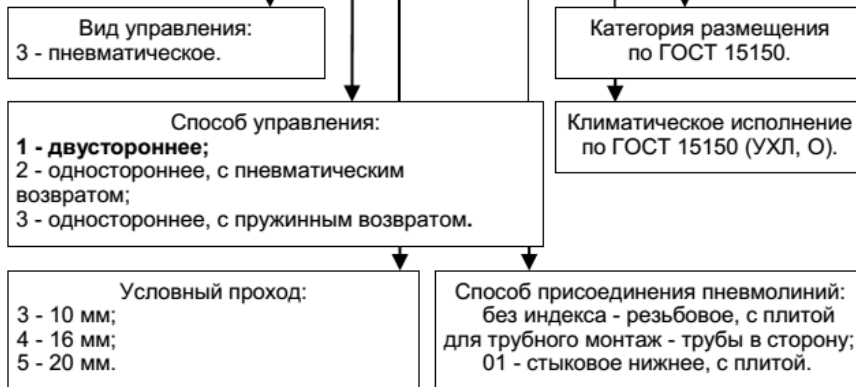 Вид управления:
3 - пневматическое.
Категория размещения
по ГОСТ 15150.
Способ управления:
1 - двустороннее;
2 - одностороннее, с пневматическим
возвратом;
3 - одностороннее, с пружинным возвратом.
Климатическое исполнение
по ГОСТ 15150 (УХЛ, О).
Условный проход:
3 - 10 мм;
4 - 16 мм;
5 - 20 мм.
Способ присоединения пневмолиний:
без индекса - резьбовое, с плитой
для трубного монтаж - трубы в сторону;
01 - стыковое нижнее, с плитой.